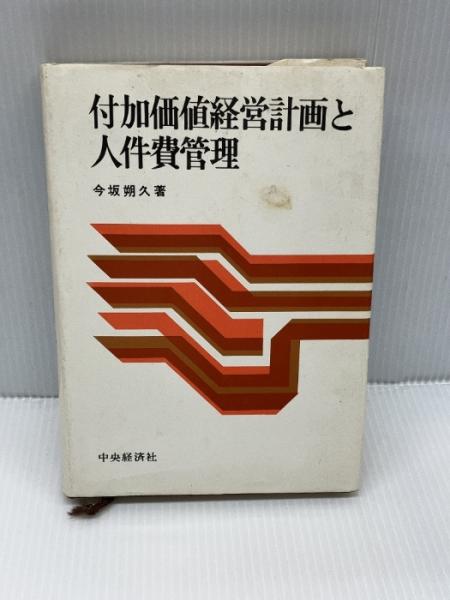 付加価値経営計画と
人件費管理
今坂朔久著
中央経済社